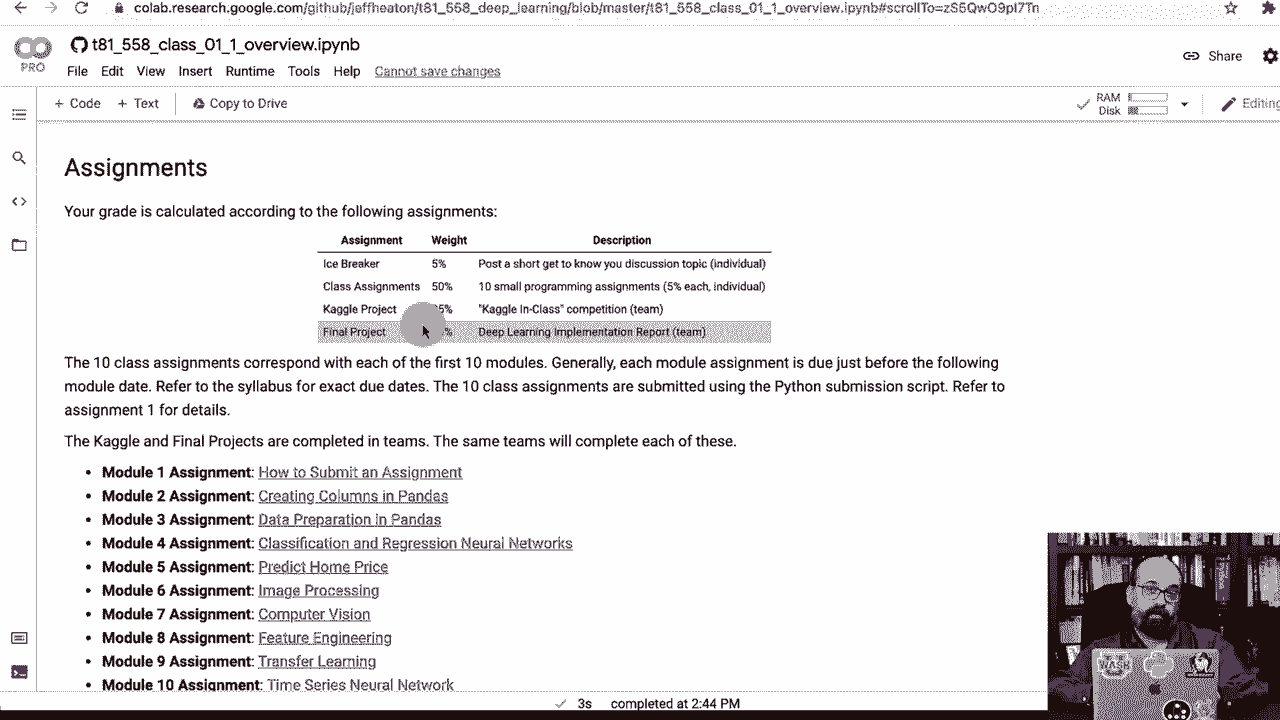 colab.research.google.com/github/jeffheaton/t81_558_deep_learning/blob/master/t81_558_class_01_1_overview.ipynb#scrollTo=zS5QwO9pI7Tn
t81_558_class_01_1_overview.ipynb
PRO
File Edit View Insert Runtime Tools Help Cannot save changes
Share
+ Code + Text Copy to Drive
RAM
Disk
Editing
Assignments
Your grade is calculated according to the following assignments:
Assignment Weight Description
Ice Breaker 5% Post a short get to know you discussion topic (individual)
Class Assignments 50% 10 small programming assignments (5% each, individual)
Kaggle Project "Kaggle In-Class" competition (team)
Final Project Deep Learning Implementation Report (team)
The 10 class assignments correspond with each of the first 10 modules. Generally, each module assignment is due just before the following
module date. Refer to the syllabus for exact due dates. The 10 class assignments are submitted using the Python submission script. Refer to
assignment 1 for details.
The Kaggle and Final Projects are completed in teams. The same teams will complete each of these.
• Module 1 Assignment: How to Submit an Assignment
• Module 2 Assignment: Creating Columns in Pandas
• Module 3 Assignment: Data Preparation in Pandas
• Module 4 Assignment: Classification and Regression Neural Networks
• Module 5 Assignment: Predict Home Price
• Module 6 Assignment: Image Processing
• Module 7 Assignment: Computer Vision
• Module 8 Assignment: Feature Engineering
• Module 9 Assignment: Transfer Learning
• Module 10 Assignment: Time Series Neural Network
3s completed at 2:44 PM